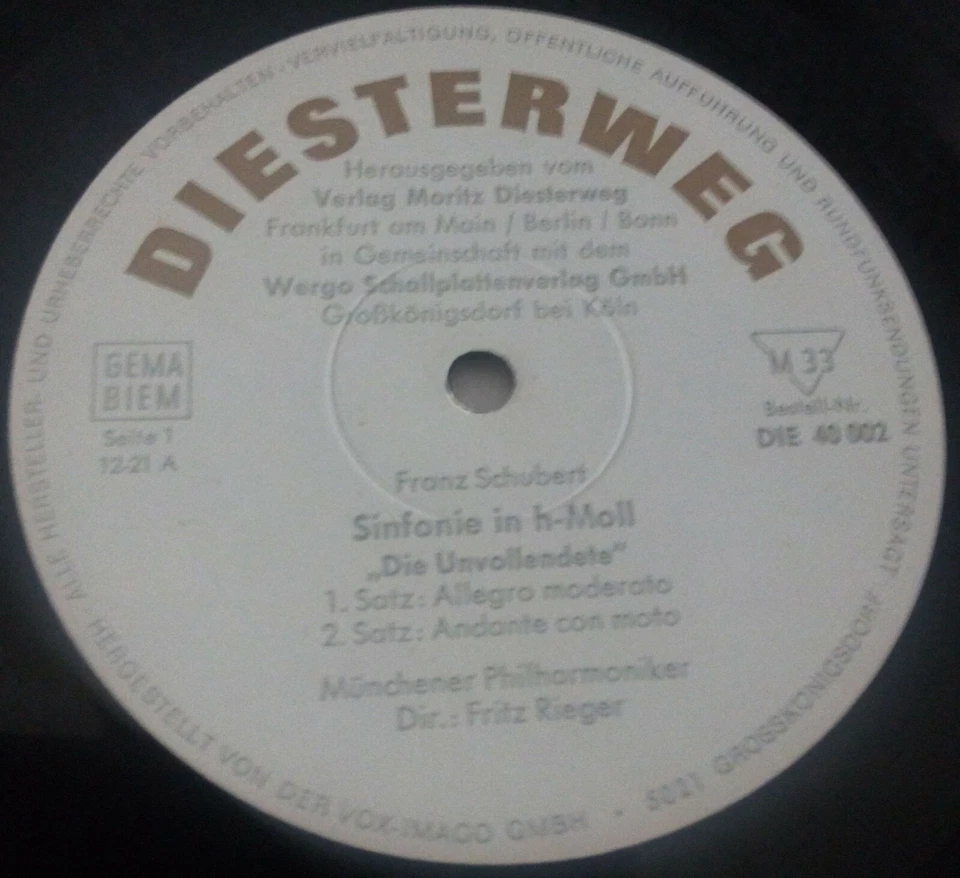 ALLE HERSTELLER- UND URHEBERRECHTE VORBEHALTEN · VERVIELFÄLTIGUNG, ÖFFENTLICHE AUFFÜHRUNG UND RUNDFUNKSENDUNGEN UNTERSAGT ·
DIESTERWEG
Herausgegeben vom
Verlag Moritz Diesterweg
Frankfurt am Main / Berlin / Bonn
in Gemeinschaft mit dem
Wergo Schallplattenverlag GmbH
Großkönigsdorf bei Köln
GEMA
BIEM
Seite 1
12-21 A
M 33
Bestell-Nr.
DIE 40 002
Franz Schubert
Sinfonie in h-Moll
„Die Unvollendete“
1. Satz: Allegro moderato
2. Satz: Andante con moto
Münchener Philharmoniker
Dir.: Fritz Rieger
HERGESTELLT VON DER VOX-IMAGO GMBH · 5021 GROSSKÖNIGSDORF ·